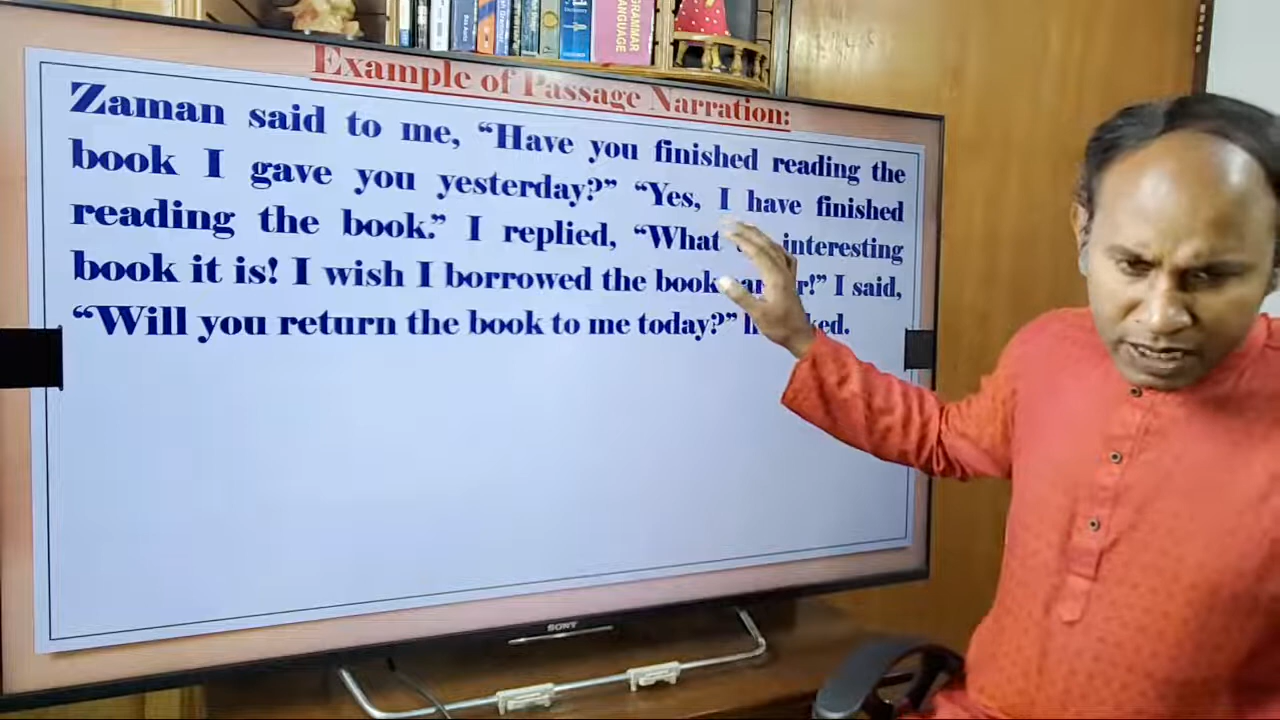 GRAMMAR
LANGUAGE
Example of Passage Narration:
Zaman said to me, “Have you finished reading the
book I gave you yesterday?” “Yes, I have finished
reading the book.” I replied, “What interesting
book it is! I wish I borrowed the book I said,
“Will you return the book to me today?”
SONY